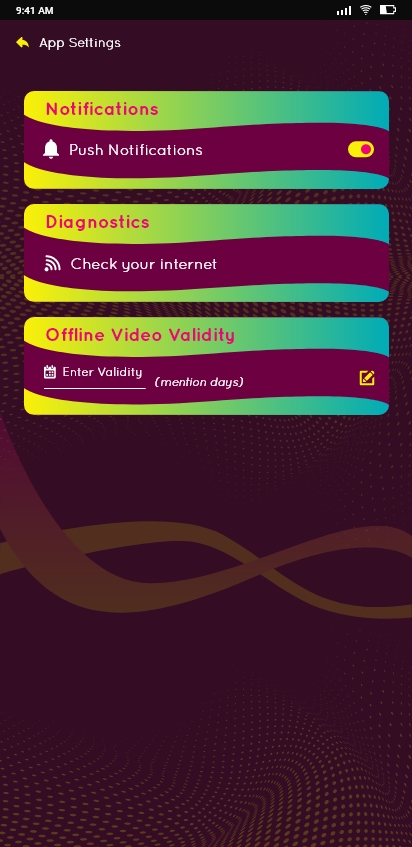 9:41 AM
App Settings
Notifications
Push Notifications
Diagnostics
Check your internet
Offline Video Validity
Enter Validity (mention days)